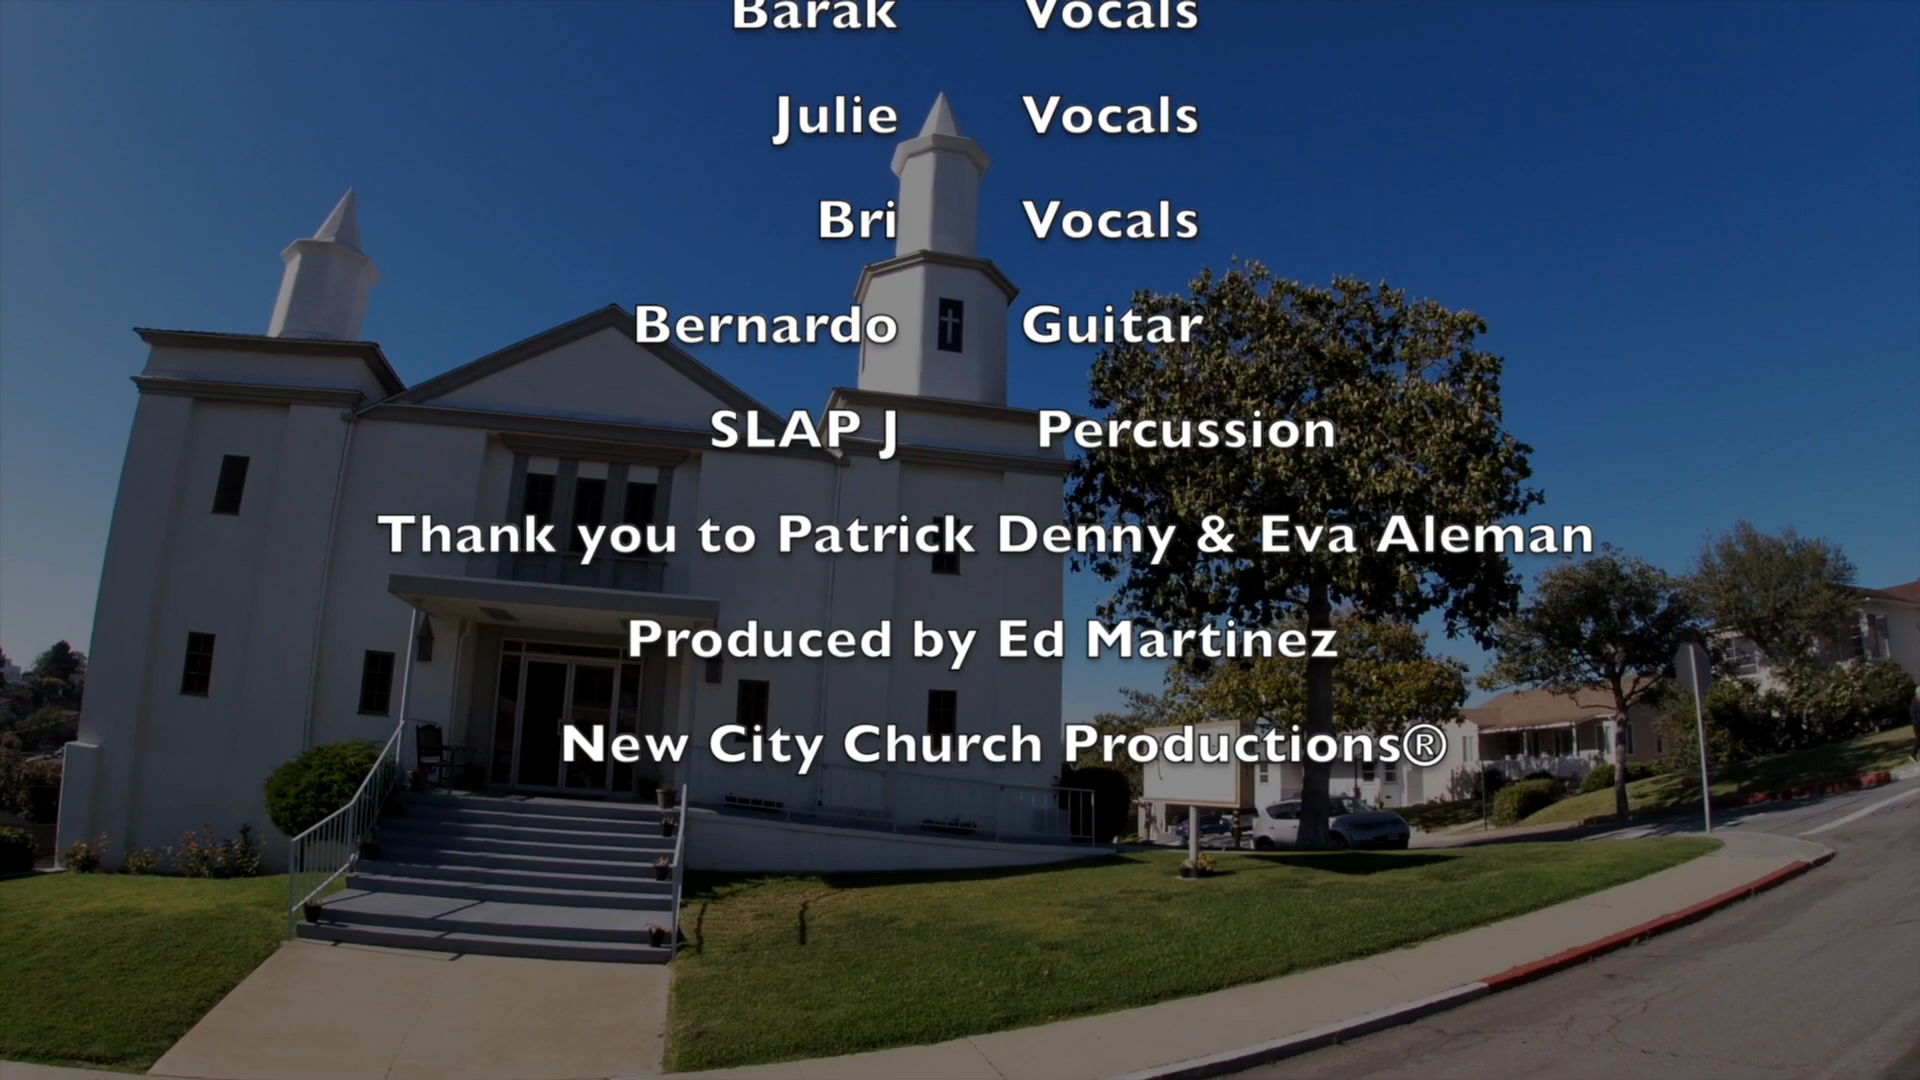 Barak Vocals
Julie Vocals
Bri Vocals
Bernardo Guitar
SLAP J Percussion
Thank you to Patrick Denny & Eva Aleman
Produced by Ed Martinez
New City Church Productions®